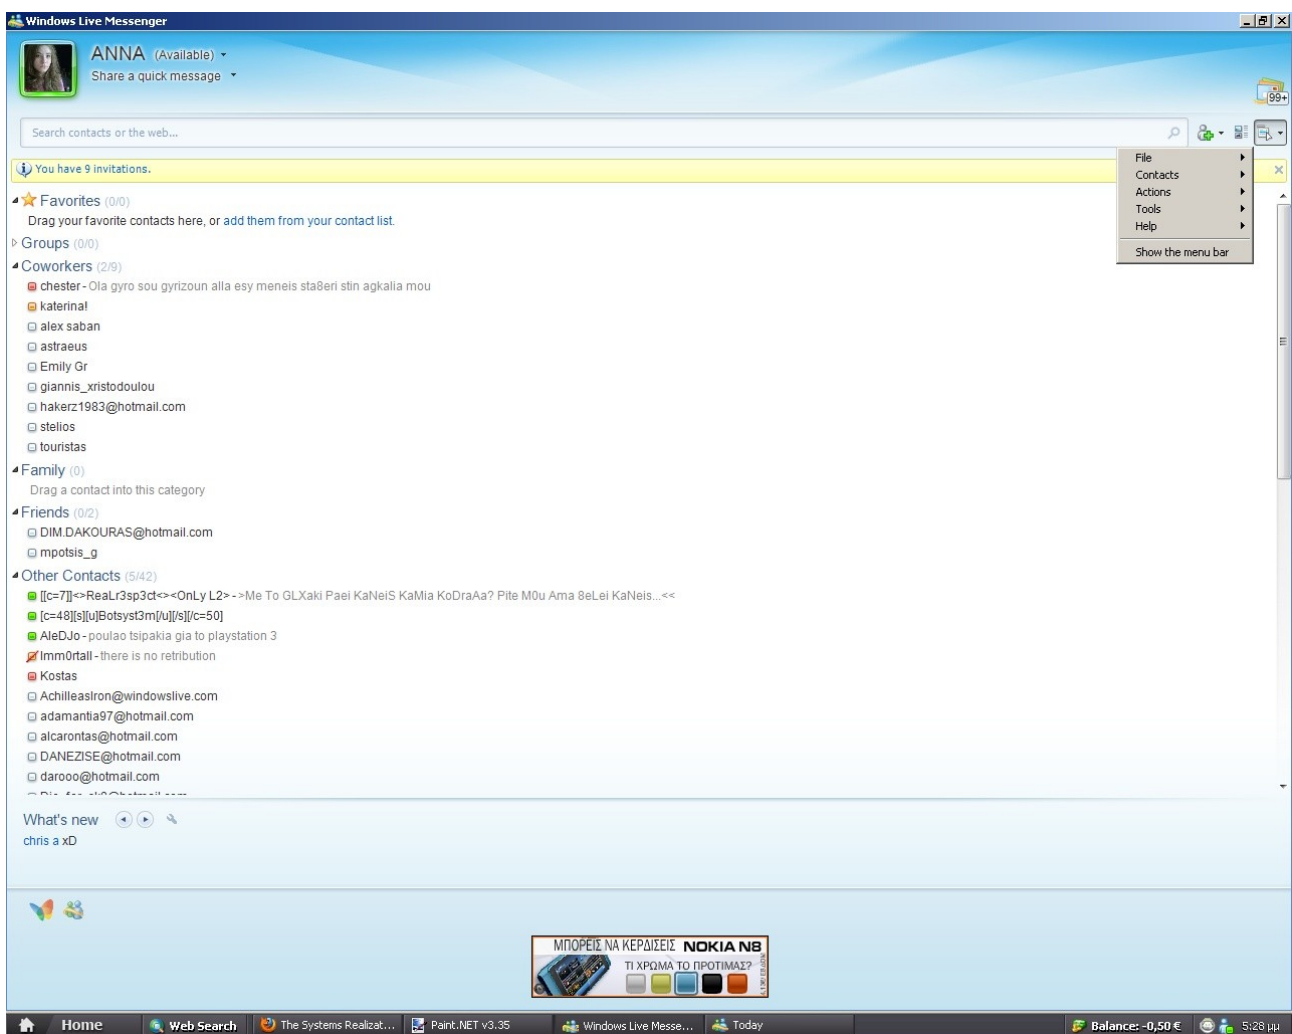 Windows Live Messenger
ANNA (Available)
Share a quick message
99+
Search contacts or the web...
You have 9 invitations.
File
Contacts
Actions
Tools
Help
Show the menu bar
Favorites (0/0)
Drag your favorite contacts here, or add them from your contact list.
Groups (0/0)
Coworkers (2/9)
chester - Ola gyro sou gyrizoun alla esy meneis sta8eri stin agkalia mou
katerina!
alex saban
astraeus
Emily Gr
giannis_xristodoulou
hakerz1983@hotmail.com
stelios
touristas
Family (0)
Drag a contact into this category
Friends (0/2)
DIM.DAKOURAS@hotmail.com
mpotsis_g
Other Contacts (5/42)
[[c=7]]<>ReaLr3sp3ct<><OnLy L2> - >Me To GLXaki Paei KaNeiS KaMia KoDraAa? Pite M0u Ama 8eLei KaNeis...<<
[c=48][s][u]Botsyst3m[/u][/s][/c=50]
AleDJo - poulao tsipakia gia to playstation 3
Imm0rtall - there is no retribution
Kostas
AchilleasIron@windowslive.com
adamantia97@hotmail.com
alcarontas@hotmail.com
DANEZISE@hotmail.com
darooo@hotmail.com
What's new
chris a xD
ΜΠΟΡΕΙΣ ΝΑ ΚΕΡΔΙΣΕΙΣ NOKIA N8
ΤΙ ΧΡΩΜΑ ΤΟ ΠΡΟΤΙΜΑΣ?
Home Web Search The Systems Realizat... Paint.NET v3.35 Windows Live Messe... Today Balance: -0,50 € 5:28 μμ